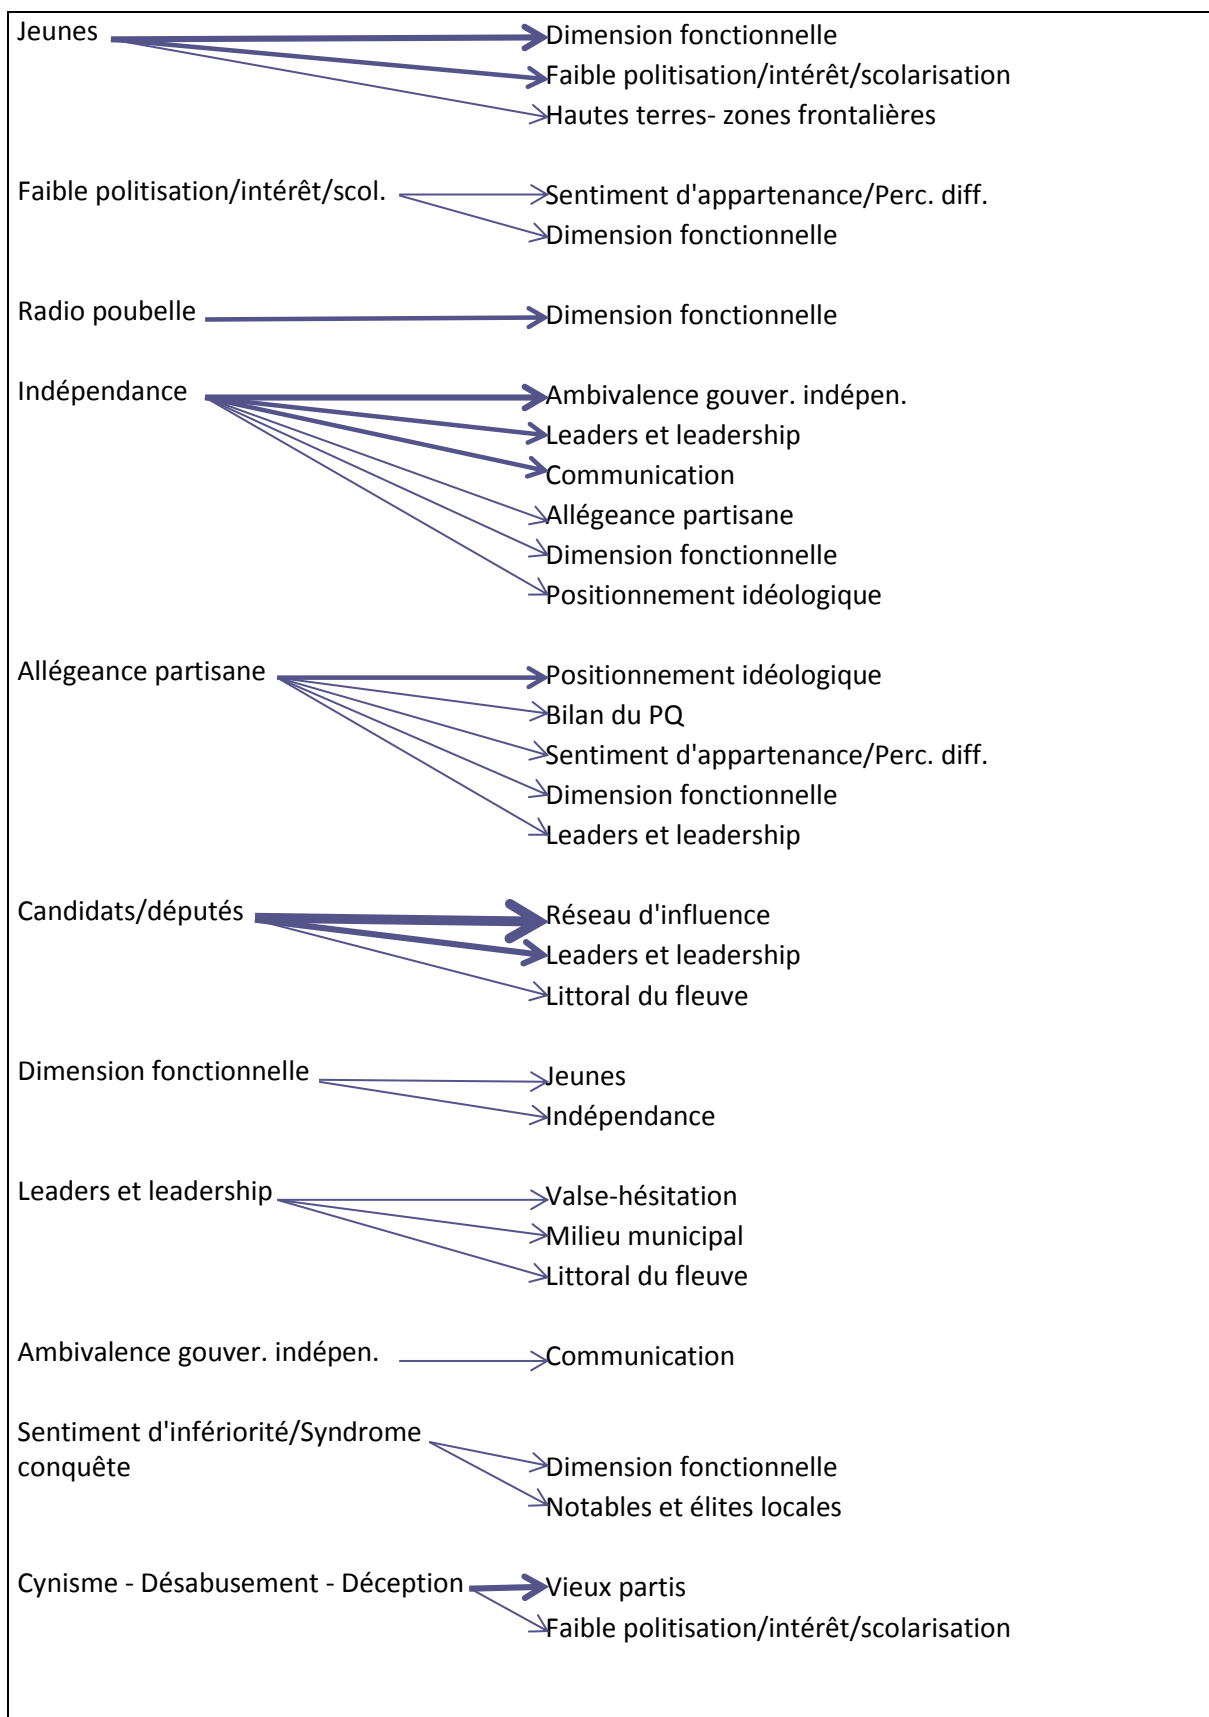 Jeunes
Dimension fonctionnelle
Faible politisation/intérêt/scolarisation
Hautes terres- zones frontalières
Faible politisation/intérêt/scol.
Sentiment d'appartenance/Perc. diff.
Dimension fonctionnelle
Radio poubelle
Dimension fonctionnelle
Indépendance
Ambivalence gouver. indépen.
Leaders et leadership
Communication
Allégeance partisane
Dimension fonctionnelle
Positionnement idéologique
Allégeance partisane
Positionnement idéologique
Bilan du PQ
Sentiment d'appartenance/Perc. diff.
Dimension fonctionnelle
Leaders et leadership
Candidats/députés
Réseau d'influence
Leaders et leadership
Littoral du fleuve
Dimension fonctionnelle
Jeunes
Indépendance
Leaders et leadership
Valse-hésitation
Milieu municipal
Littoral du fleuve
Ambivalence gouver. indépen.
Communication
Sentiment d'infériorité/Syndrome
conquête
Dimension fonctionnelle
Notables et élites locales
Cynisme - Désabusement - Déception
Vieux partis
Faible politisation/intérêt/scolarisation